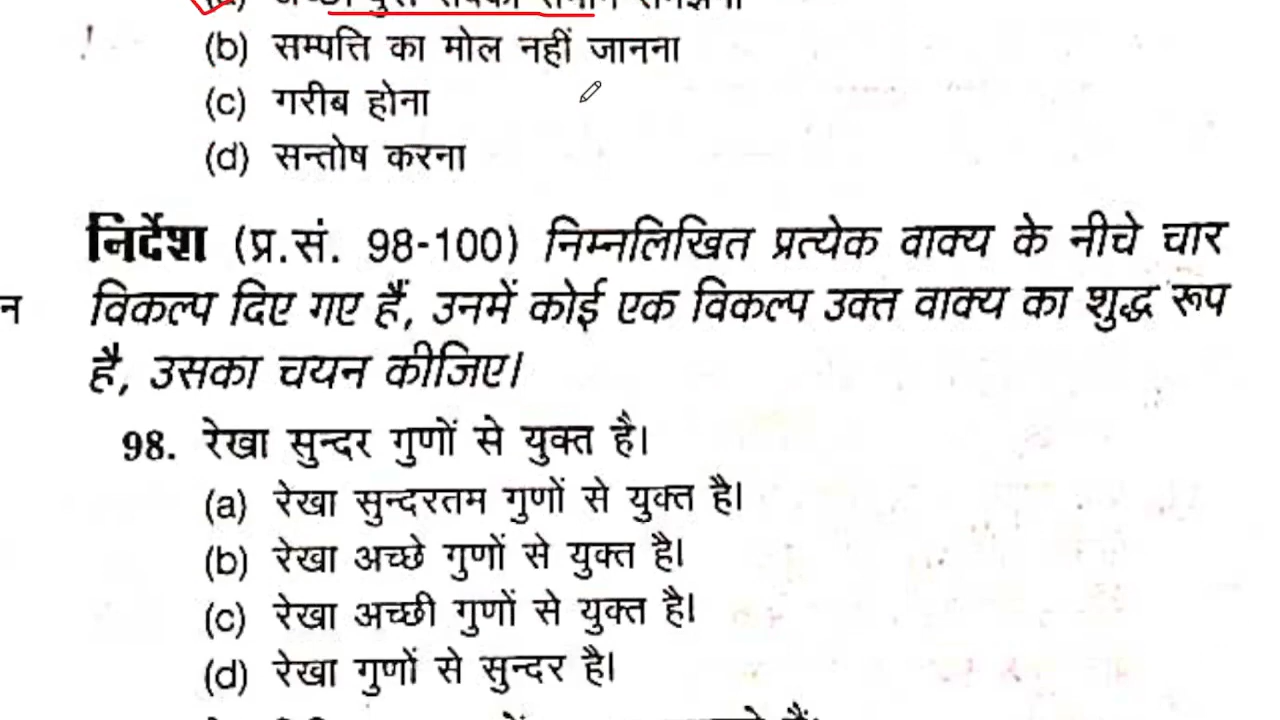 (b) सम्पत्ति का मोल नहीं जानना
(c) गरीब होना
(d) सन्तोष करना
निर्देश (प्र.सं. 98-100) निम्नलिखित प्रत्येक वाक्य के नीचे चार
न विकल्प दिए गए हैं, उनमें कोई एक विकल्प उक्त वाक्य का शुद्ध रूप
है, उसका चयन कीजिए।
98. रेखा सुन्दर गुणों से युक्त है।
(a) रेखा सुन्दरतम गुणों से युक्त है।
(b) रेखा अच्छे गुणों से युक्त है।
(c) रेखा अच्छी गुणों से युक्त है।
(d) रेखा गुणों से सुन्दर है।